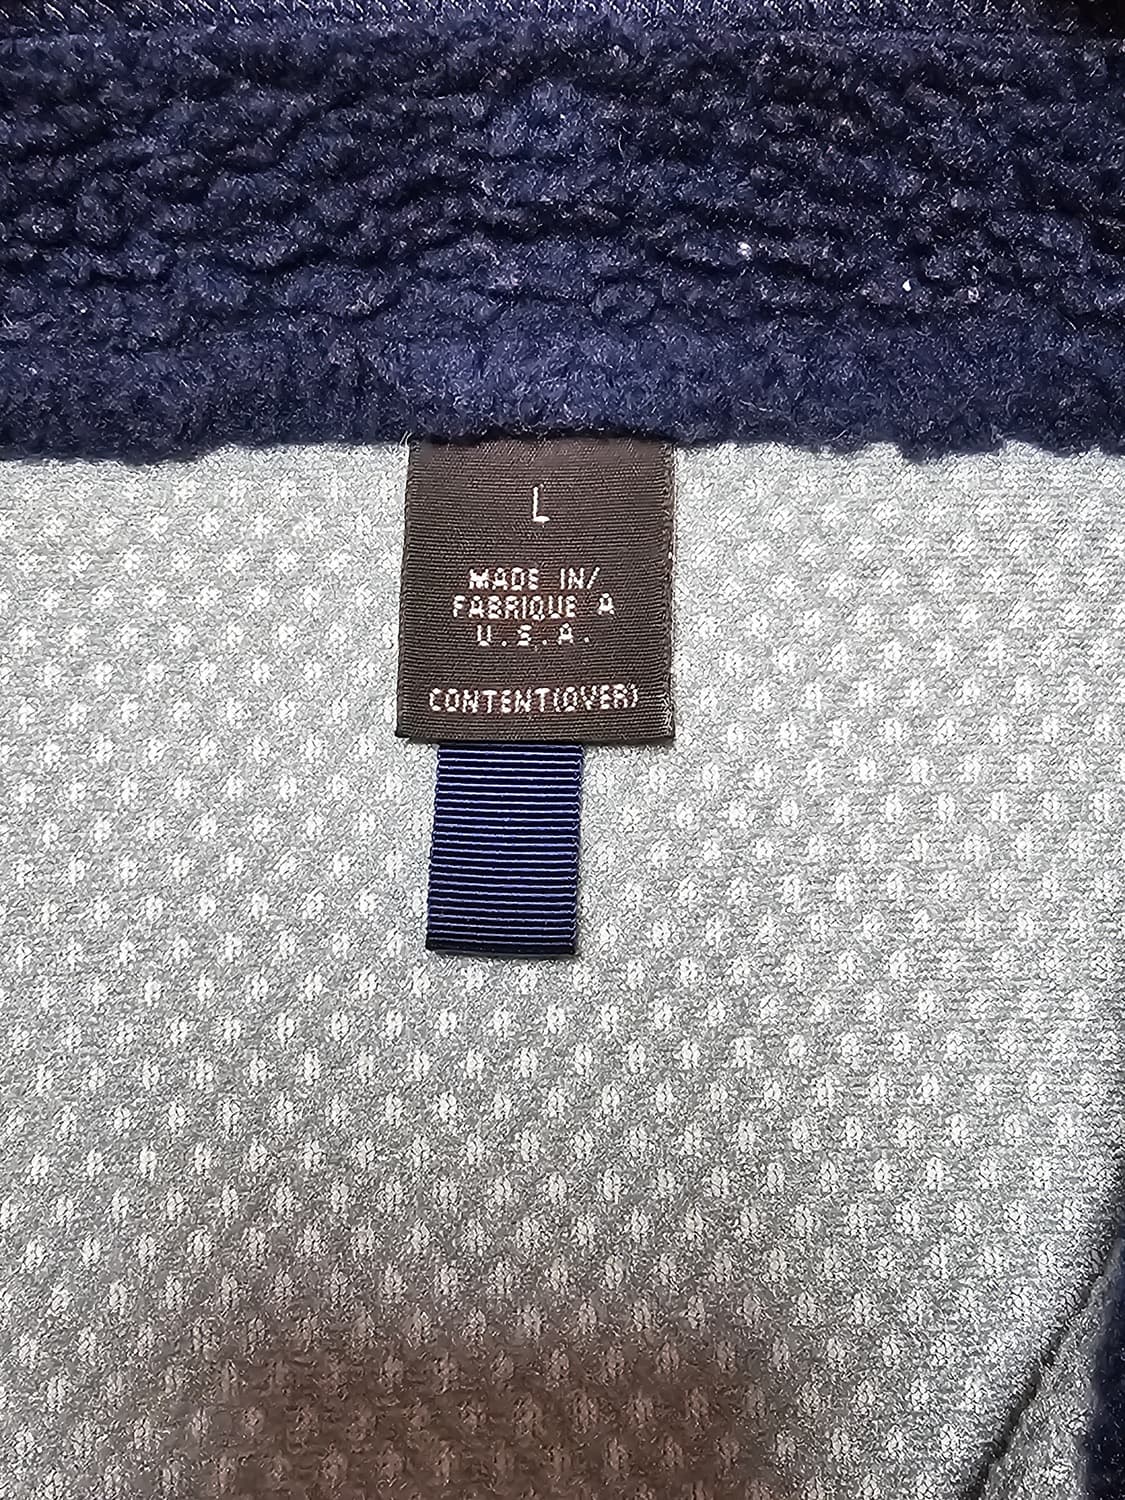 L
MADE IN/
FABRIQUE A
U.S.A.
CONTENT(OVER)